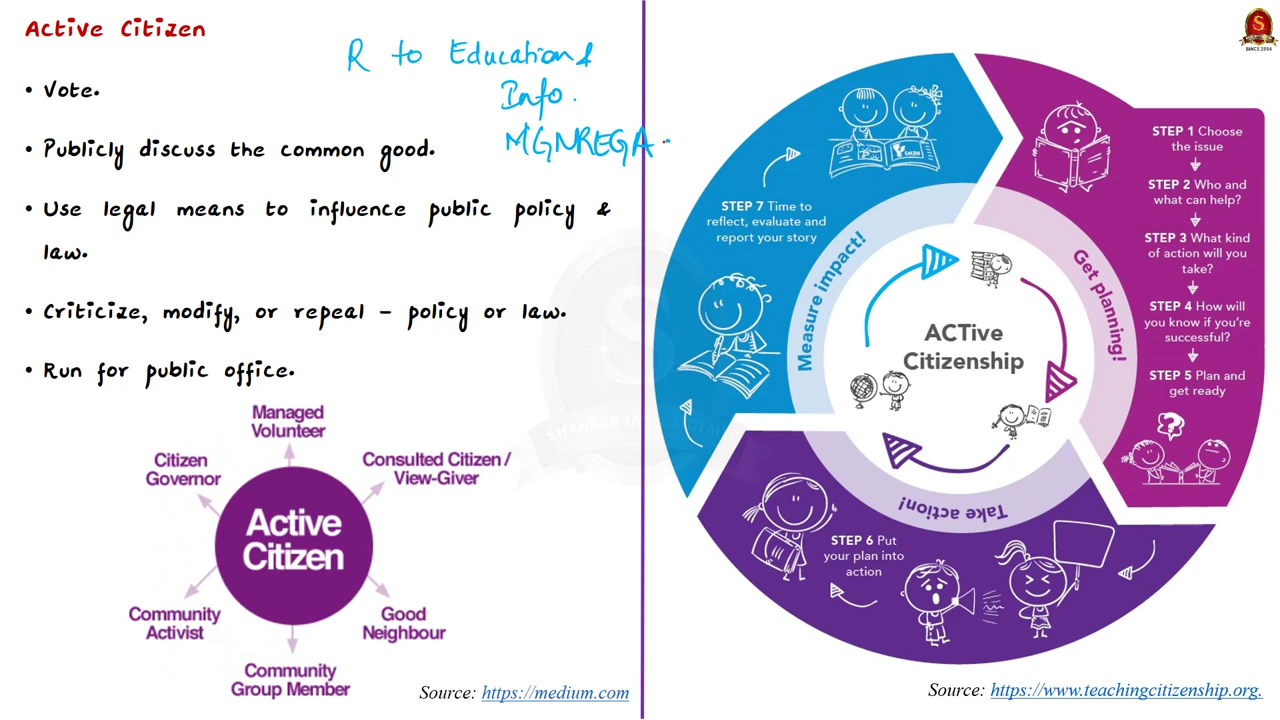 Active Citizen
R to Education &
Info.
MGNREGA
• Vote.
• Publicly discuss the common good.
• Use legal means to influence public policy &
law.
• Criticize, modify, or repeal – policy or law.
• Run for public office.
Managed
Volunteer
Citizen
Governor
Consulted Citizen /
View-Giver
Active
Citizen
Community
Activist
Good
Neighbour
Community
Group Member
Source: https://medium.com
S
SINCE 2004
STEP 1 Choose
the issue
STEP 2 Who and
what can help?
STEP 3 What kind
of action will you
take?
STEP 4 How will
you know if you're
successful?
STEP 5 Plan and
get ready
Get planning!
STEP 6 Put
your plan into
action
Take action!
STEP 7 Time to
reflect, evaluate and
report your story
Measure impact!
ACTive
Citizenship
Source: https://www.teachingcitizenship.org.